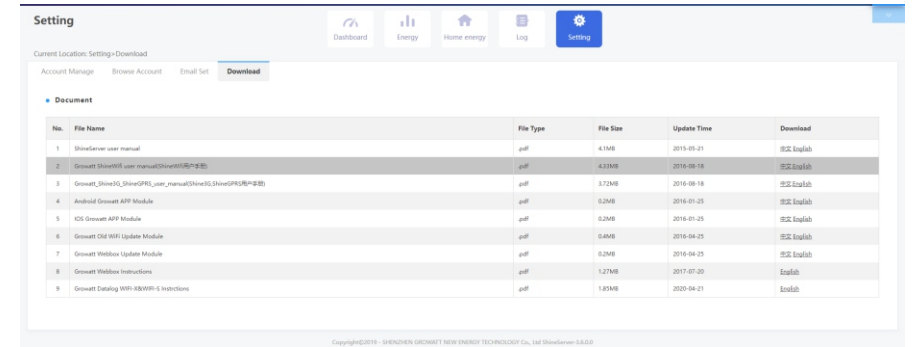 Setting
Dashboard Energy Home energy Log Setting
Current Location: Setting>Download
Account Manage Browse Account Email Set Download
Document
No. File Name File Type File Size Update Time Download
1 ShineServer user manual .pdf 4.1MB 2015-05-21 中文 English
2 Growatt ShineWifi user manual(ShineWifi用户手册) .pdf 4.33MB 2016-08-18 中文 English
3 Growatt_Shine3G_ShineGPRS_user_manual(Shine3G,ShineGPRS用户手册) .pdf 3.72MB 2016-08-18 中文 English
4 Android Growatt APP Module .pdf 0.2MB 2016-01-25 中文 English
5 IOS Growatt APP Module .pdf 0.2MB 2016-01-25 中文 English
6 Growatt Old WiFi Update Module .pdf 0.4MB 2016-04-25 中文 English
7 Growatt Webbox Update Module .pdf 0.2MB 2016-04-25 中文 English
8 Growatt Webbox Instructions .pdf 1.27MB 2017-07-20 English
9 Growatt Datalog WIFI-X&WIFI-S Instrctions .pdf 1.85MB 2020-04-21 English
Copyright©2019 - SHENZHEN GROWATT NEW ENERGY TECHNOLOGY Co., Ltd ShineServer-3.6.0.0